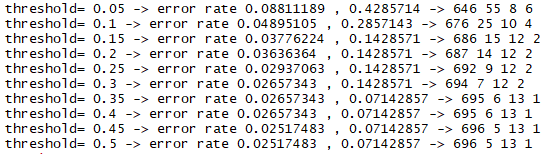 threshold= 0.05 -> error rate 0.08811189 , 0.4285714 -> 646 55 8 6
threshold= 0.1 -> error rate 0.04895105 , 0.2857143 -> 676 25 10 4
threshold= 0.15 -> error rate 0.03776224 , 0.1428571 -> 686 15 12 2
threshold= 0.2 -> error rate 0.03636364 , 0.1428571 -> 687 14 12 2
threshold= 0.25 -> error rate 0.02937063 , 0.1428571 -> 692 9 12 2
threshold= 0.3 -> error rate 0.02657343 , 0.1428571 -> 694 7 12 2
threshold= 0.35 -> error rate 0.02657343 , 0.07142857 -> 695 6 13 1
threshold= 0.4 -> error rate 0.02657343 , 0.07142857 -> 695 6 13 1
threshold= 0.45 -> error rate 0.02517483 , 0.07142857 -> 696 5 13 1
threshold= 0.5 -> error rate 0.02517483 , 0.07142857 -> 696 5 13 1